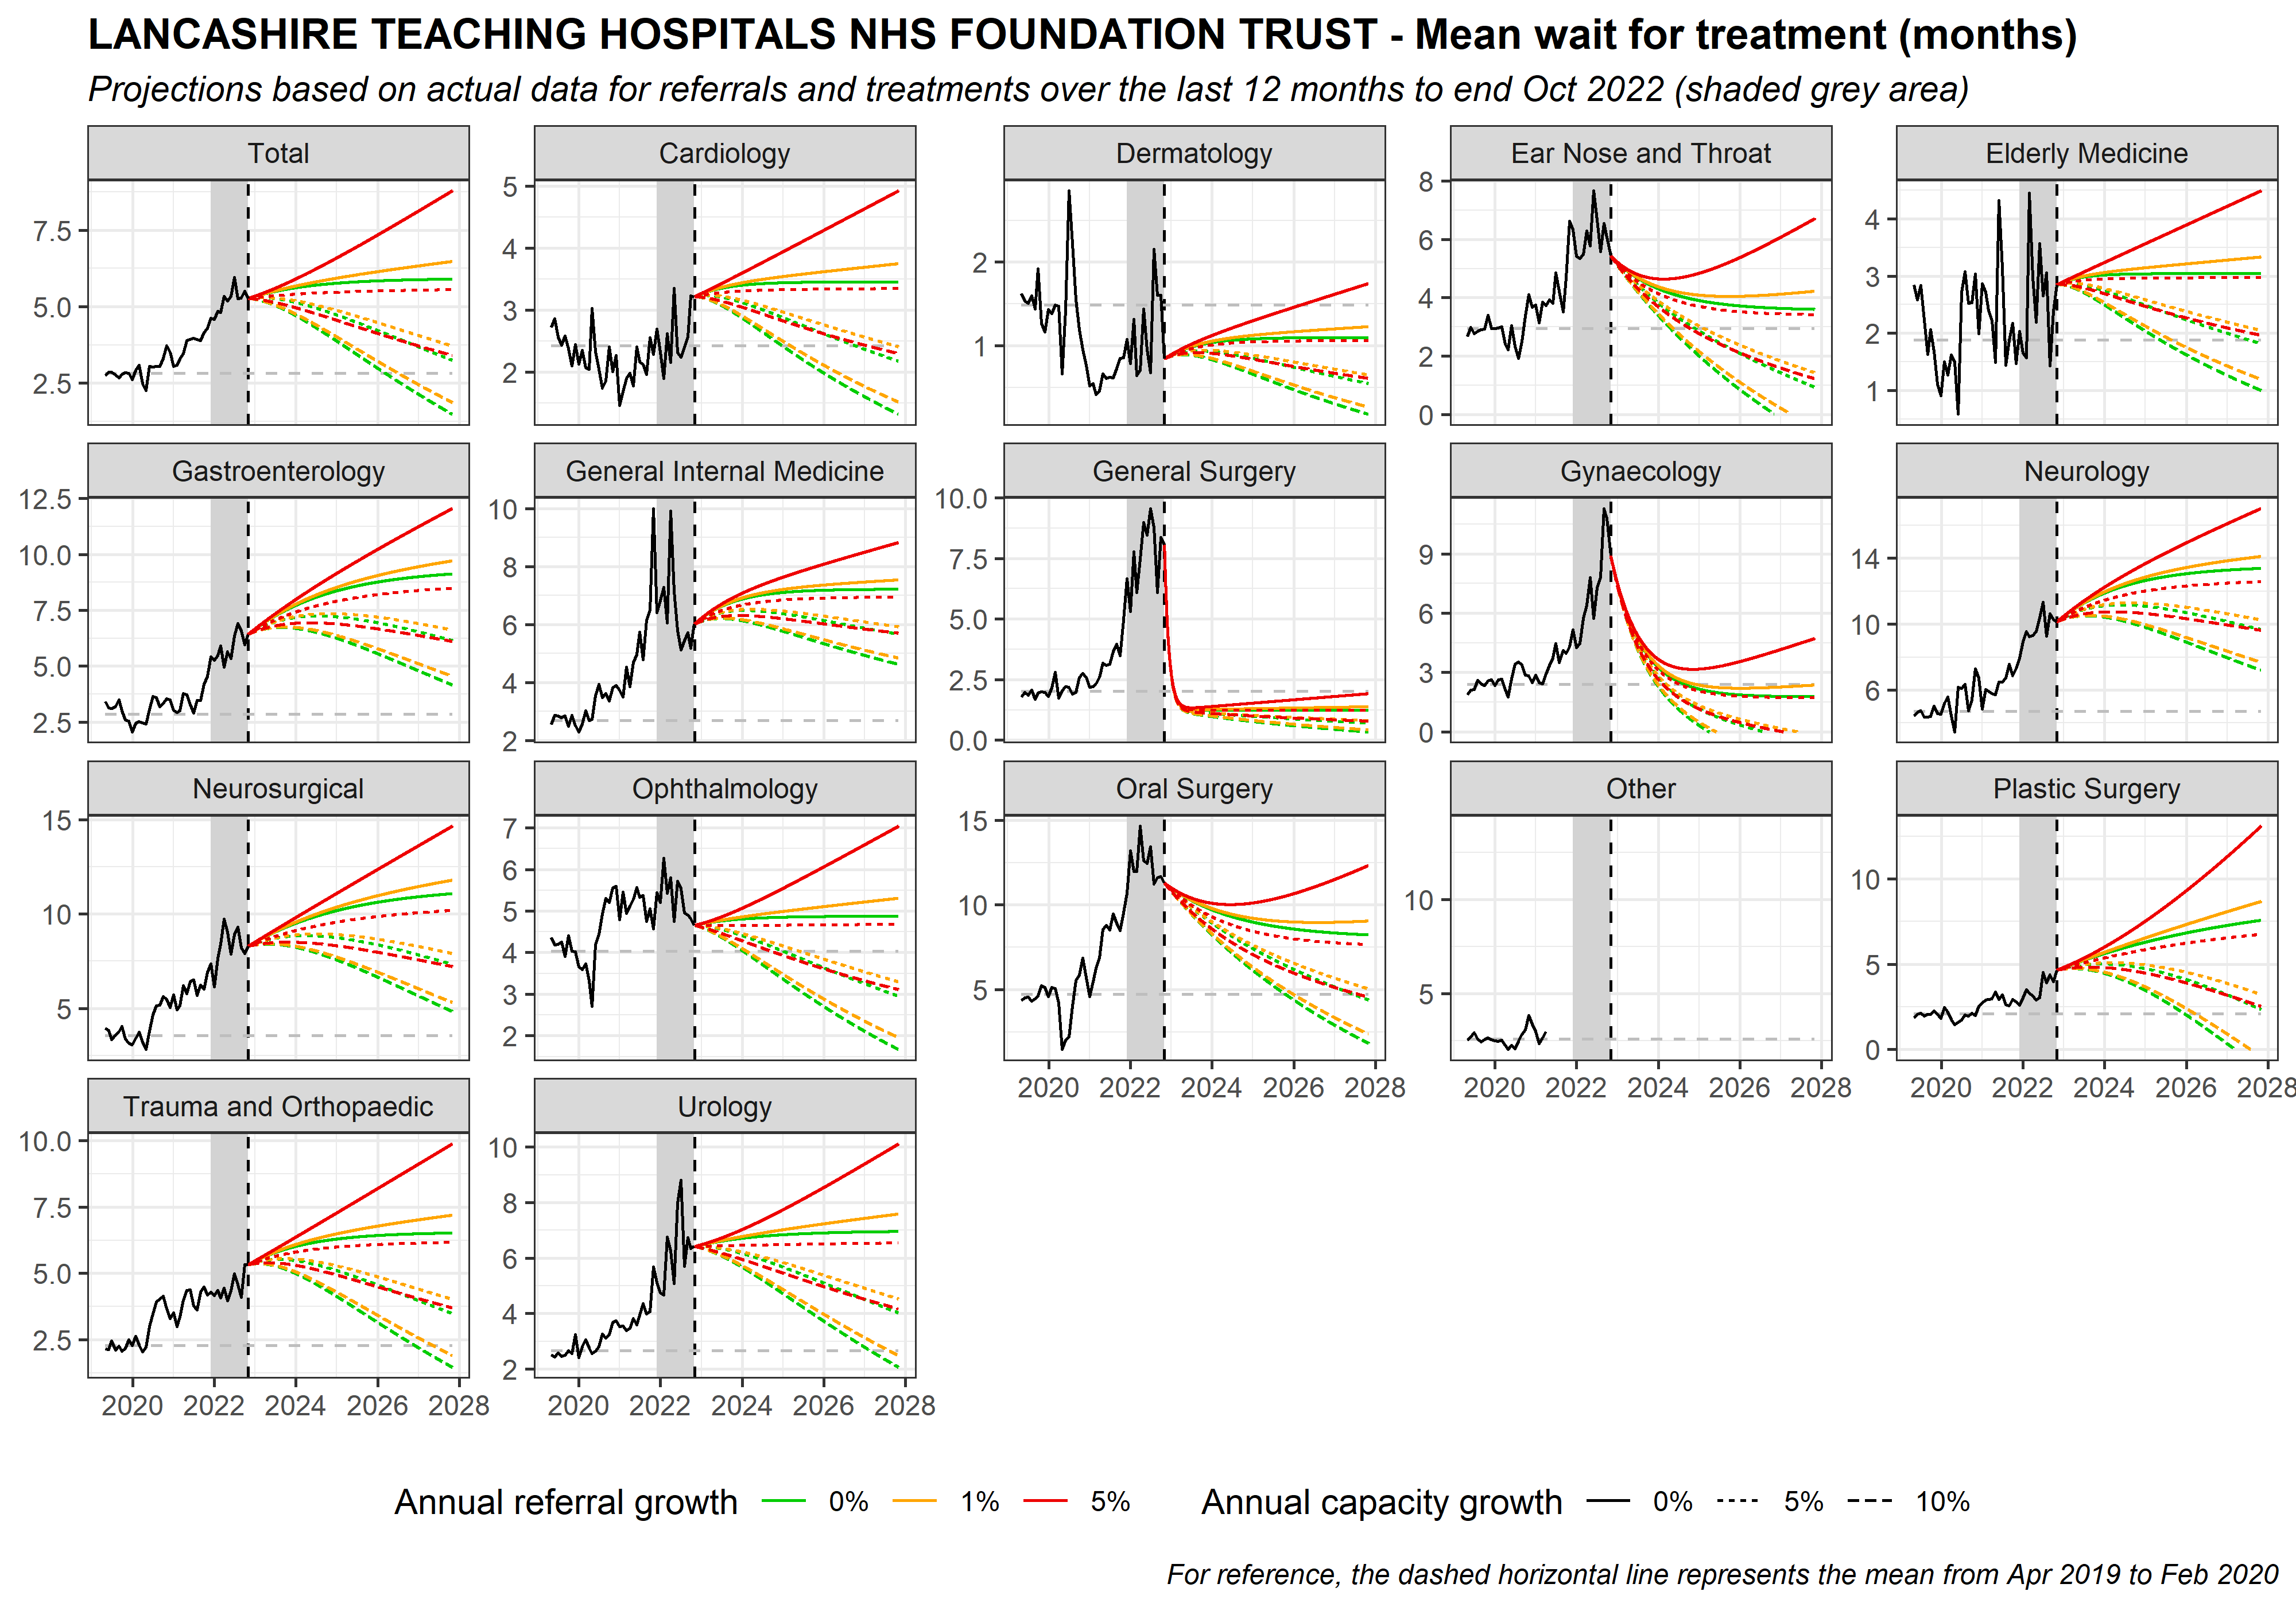 LANCASHIRE TEACHING HOSPITALS NHS FOUNDATION TRUST - Mean wait for treatment (months)
Projections based on actual data for referrals and treatments over the last 12 months to end Oct 2022 (shaded grey area)
Total
Cardiology
Dermatology
Ear Nose and Throat
Elderly Medicine
7.5
5.0
2.5
5
4
3
2
2
1
8
6
4
2
0
4
3
2
1
Gastroenterology
General Internal Medicine
General Surgery
Gynaecology
Neurology
12.5
10.0
7.5
5.0
2.5
10
8
6
4
2
10.0
7.5
5.0
2.5
0.0
9
6
3
0
14
10
6
Neurosurgical
Ophthalmology
Oral Surgery
Other
Plastic Surgery
15
10
5
7
6
5
4
3
2
15
10
5
10
5
10
5
0
2020 2022 2024 2026 2028
2020 2022 2024 2026 2028
2020 2022 2024 2026 2028
Trauma and Orthopaedic
Urology
10.0
7.5
5.0
2.5
10
8
6
4
2
2020 2022 2024 2026 2028
2020 2022 2024 2026 2028
Annual referral growth 0% 1% 5% Annual capacity growth 0% 5% 10%
For reference, the dashed horizontal line represents the mean from Apr 2019 to Feb 2020